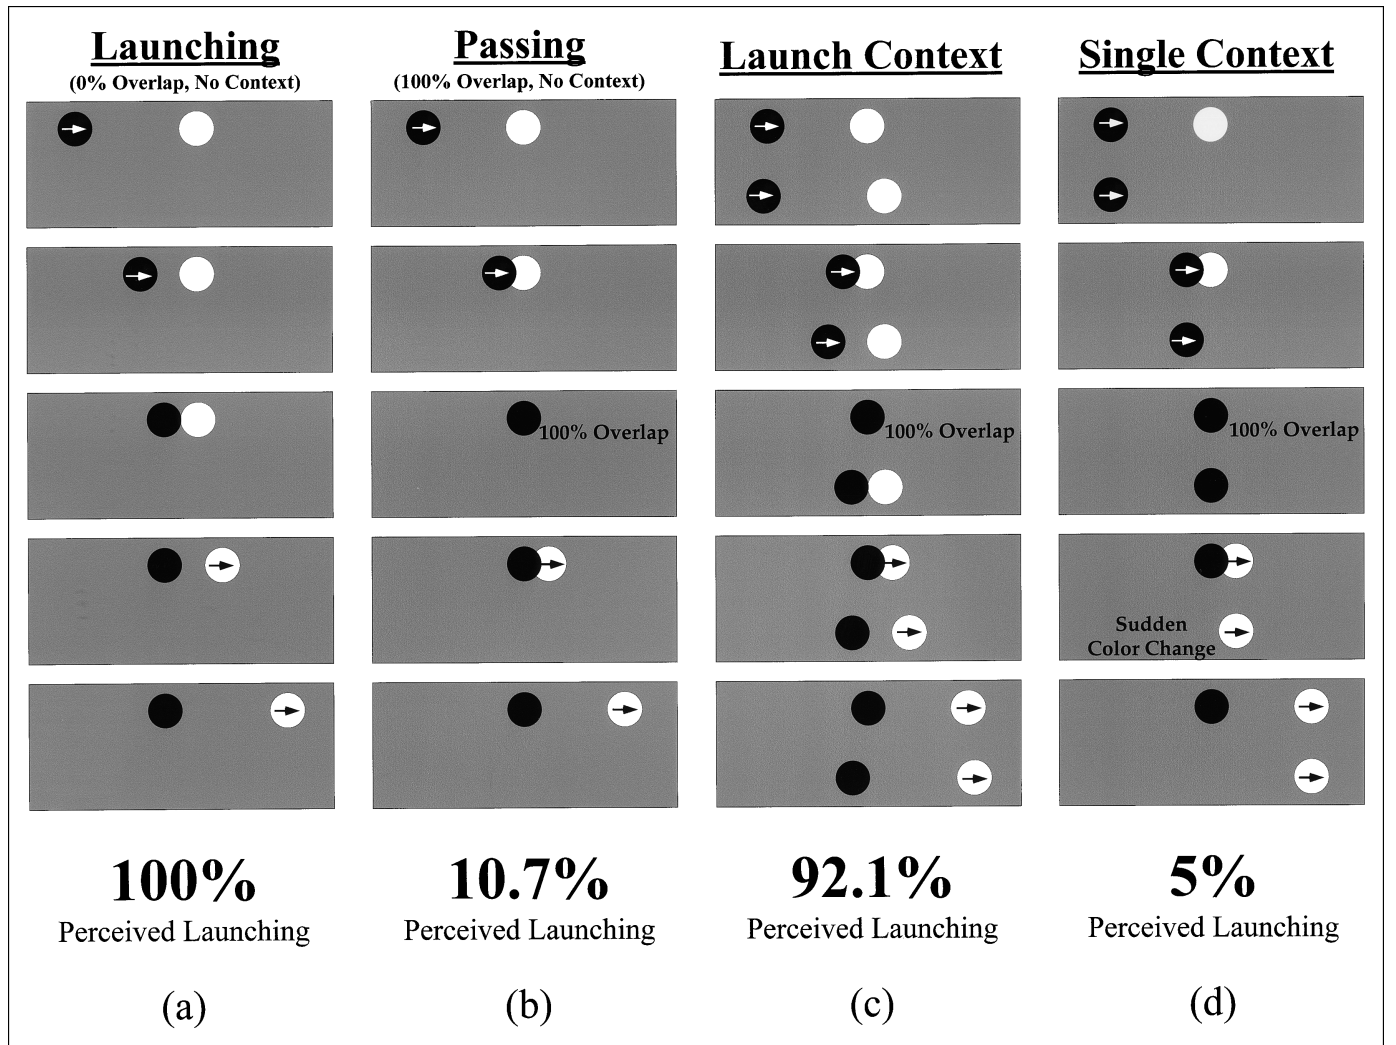 Launching
(0% Overlap, No Context)
Passing
(100% Overlap, No Context)
Launch Context
Single Context
100% Overlap
100% Overlap
100% Overlap
Sudden
Color Change
100%
Perceived Launching
(a)
10.7%
Perceived Launching
(b)
92.1%
Perceived Launching
(c)
5%
Perceived Launching
(d)